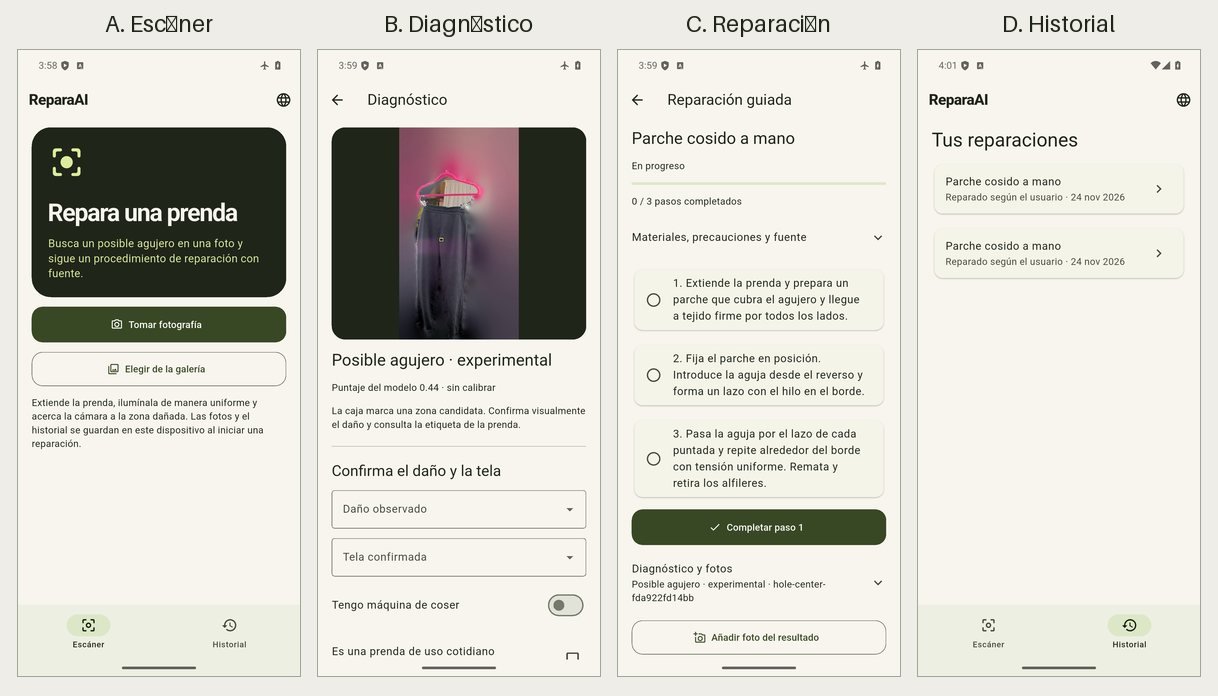 A. Esc□ner
3:58
ReparaAI
Repara una prenda
Busca un posible agujero en una foto y
sigue un procedimiento de reparación con
fuente.
Tomar fotografía
Elegir de la galería
Extiende la prenda, ilumínala de manera uniforme y
acerca la cámara a la zona dañada. Las fotos y el
historial se guardan en este dispositivo al iniciar una
reparación.
Escáner
Historial
B. Diagn□stico
3:59
Diagnóstico
Posible agujero · experimental
Puntaje del modelo 0.44 · sin calibrar
La caja marca una zona candidata. Confirma visualmente
el daño y consulta la etiqueta de la prenda.
Confirma el daño y la tela
Daño observado
Tela confirmada
Tengo máquina de coser
Es una prenda de uso cotidiano
C. Reparaci□n
3:59
Reparación guiada
Parche cosido a mano
En progreso
0 / 3 pasos completados
Materiales, precauciones y fuente
1. Extiende la prenda y prepara un
parche que cubra el agujero y llegue
a tejido firme por todos los lados.
2. Fija el parche en posición.
Introduce la aguja desde el reverso y
forma un lazo con el hilo en el borde.
3. Pasa la aguja por el lazo de cada
puntada y repite alrededor del borde
con tensión uniforme. Remata y
retira los alfileres.
Completar paso 1
Diagnóstico y fotos
Posible agujero · experimental · hole-center-
fda922fd14bb
Añadir foto del resultado
D. Historial
4:01
ReparaAI
Tus reparaciones
Parche cosido a mano
Reparado según el usuario · 24 nov 2026
Parche cosido a mano
Reparado según el usuario · 24 nov 2026
Escáner
Historial